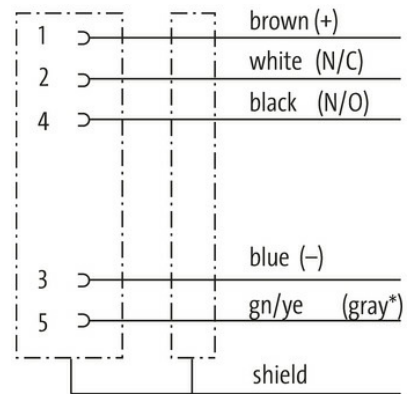 1 brown (+)
2 white (N/C)
4 black (N/O)
3 blue (–)
5 gn/ye (gray*)
shield